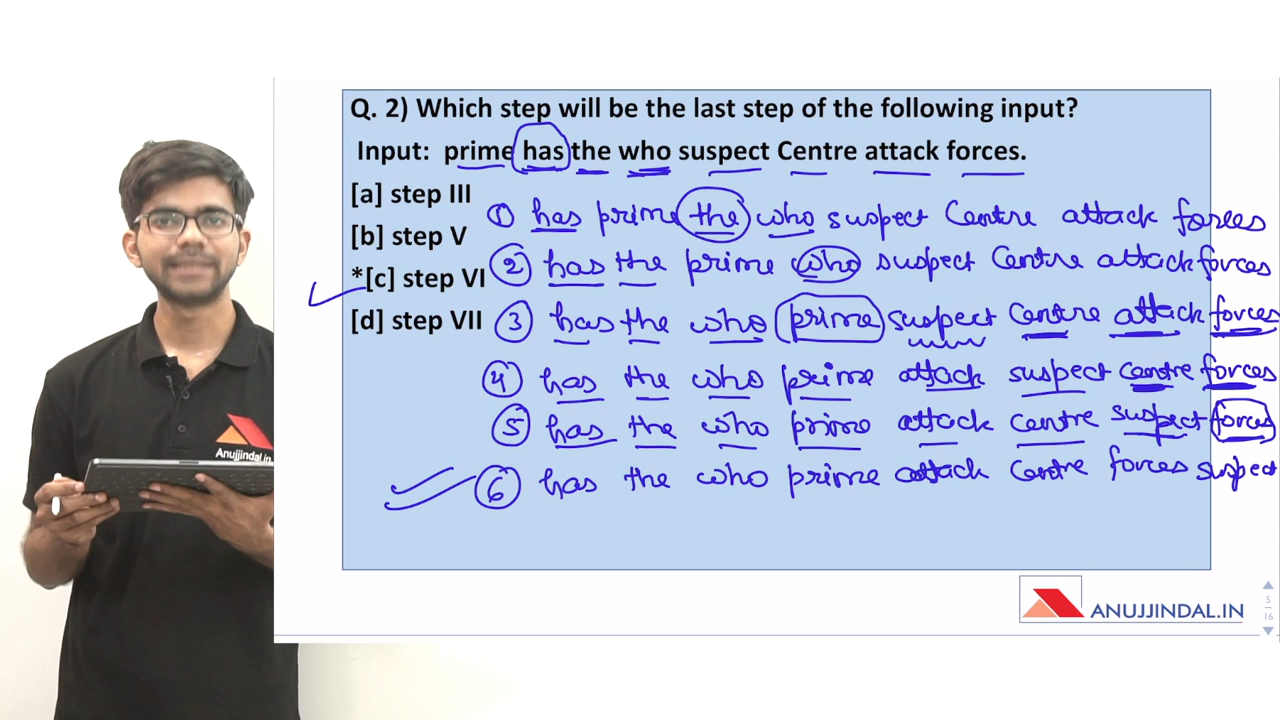 Q. 2) Which step will be the last step of the following input?
Input: prime has the who suspect Centre attack forces.
[a] step III
[b] step V
*[c] step VI
[d] step VII
① has prime the who suspect Centre attack forces
② has the prime who suspect Centre attack forces
③ has the who prime suspect Centre attack forces
④ has the who prime attack suspect centre forces
⑤ has the who prime attack centre suspect forces
⑥ has the who prime attack centre forces suspect
Anujjindal.in
ANUJJINDAL.IN
5
16